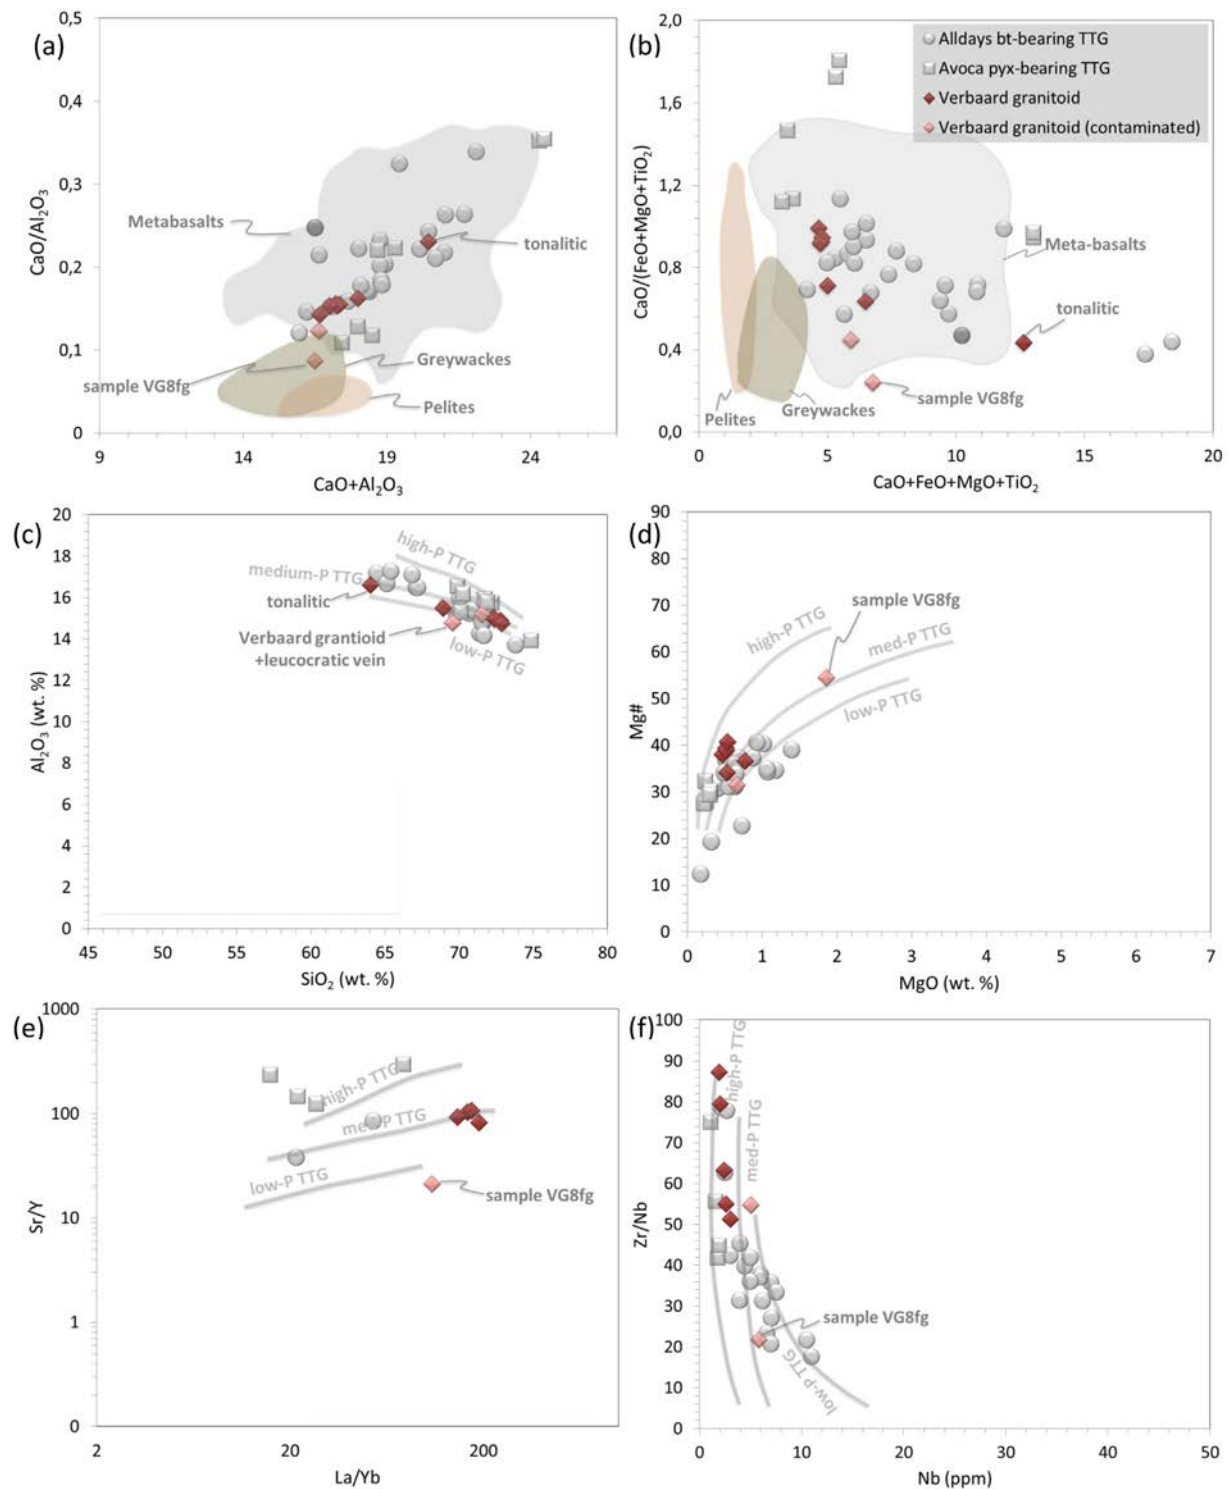 (a)
0,5
0,4
0,3
0,2
0,1
0
CaO/Al₂O₃
Metabasalts
tonalitic
Greywackes
sample VG8fg
Pelites
9
14
19
24
CaO+Al₂O₃
(b)
2,0
1,6
1,2
0,8
0,4
0,0
CaO/(FeO+MgO+TiO₂)
Alldays bt-bearing TTG
Avoca pyx-bearing TTG
Verbaard granitoid
Verbaard granitoid (contaminated)
Meta-basalts
tonalitic
sample VG8fg
Pelites
Greywackes
0
5
10
15
20
CaO+FeO+MgO+TiO₂
(c)
20
18
16
14
12
10
8
6
4
2
0
Al₂O₃ (wt. %)
high-P TTG
medium-P TTG
tonalitic
Verbaard grantioid
+leucocratic vein
low-P TTG
45
50
55
60
65
70
75
80
SiO₂ (wt. %)
(d)
90
80
70
60
50
40
30
20
10
0
Mg#
sample VG8fg
high-P TTG
med-P TTG
low-P TTG
0
1
2
3
4
5
6
7
MgO (wt. %)
(e)
1000
100
10
1
0
Sr/Y
high-P TTG
med-P TTG
low-P TTG
sample VG8fg
2
20
200
La/Yb
(f)
100
90
80
70
60
50
40
30
20
10
0
Zr/Nb
high-P TTG
med-P TTG
sample VG8fg
low-P TTG
0
10
20
30
40
50
Nb (ppm)